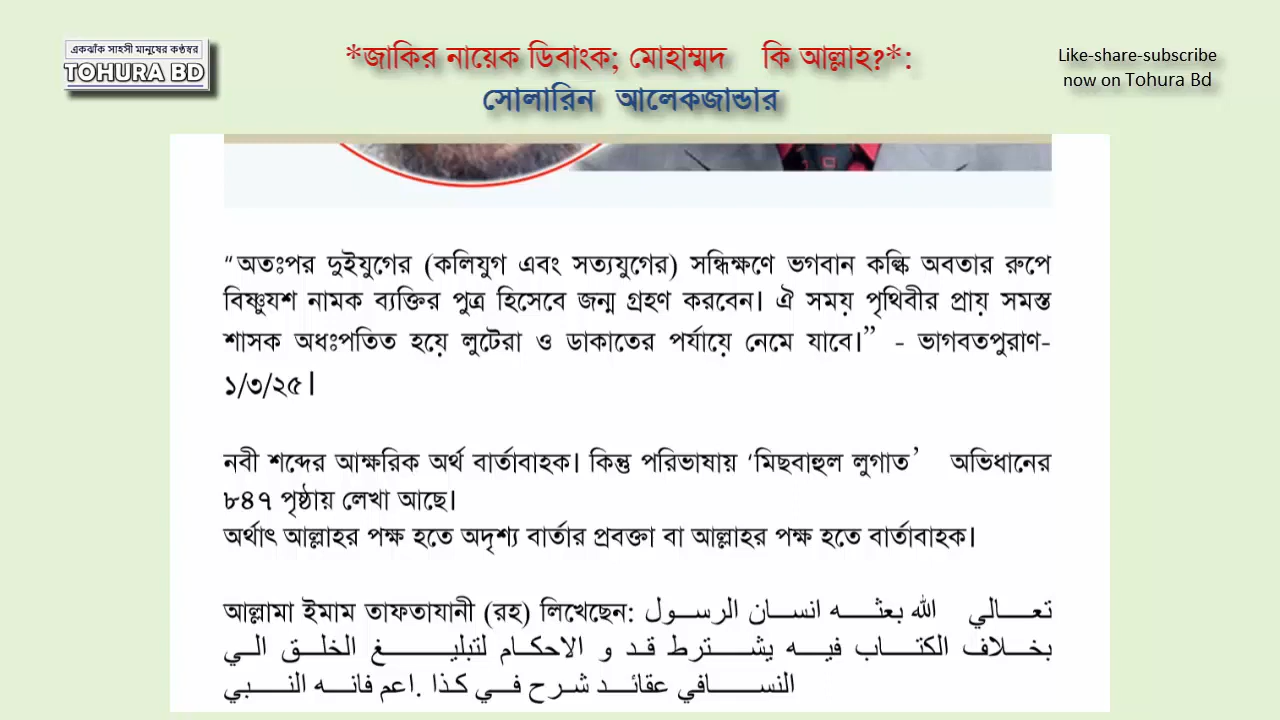 একঝাঁক সাহসী মানুষের কণ্ঠস্বর
TOHURA BD
*জাকির নায়েক ডিবাংক; মোহাম্মদ কি আল্লাহ?*:
সোলারিন আলেকজান্ডার
Like-share-subscribe
now on Tohura Bd
“অতঃপর দুইযুগের (কলিযুগ এবং সত্যযুগের) সন্ধিক্ষণে ভগবান কল্কি অবতার রুপে
বিষ্ণুযশ নামক ব্যক্তির পুত্র হিসেবে জন্ম গ্রহণ করবেন। ঐ সময় পৃথিবীর প্রায় সমস্ত
শাসক অধঃপতিত হয়ে লুটেরা ও ডাকাতের পর্যায়ে নেমে যাবে।” - ভাগবতপুরাণ-
১/৩/২৫।
নবী শব্দের আক্ষরিক অর্থ বার্তাবাহক। কিন্তু পরিভাষায় ‘মিছবাহুল লুগাত’ অভিধানের
৮৪৭ পৃষ্ঠায় লেখা আছে।
অর্থাৎ আল্লাহর পক্ষ হতে অদৃশ্য বার্তার প্রবক্তা বা আল্লাহর পক্ষ হতে বার্তাবাহক।
আল্লামা ইমাম তাফতাযানী (রহ) লিখেছেন: تعالي الله بعثه انسان الرسول
بخلاف الكتاب فيه يشترط قد و الاحكام لتبليغ الخلق الي
النسافي عقائد شرح في كذا .اعم فانه النبي